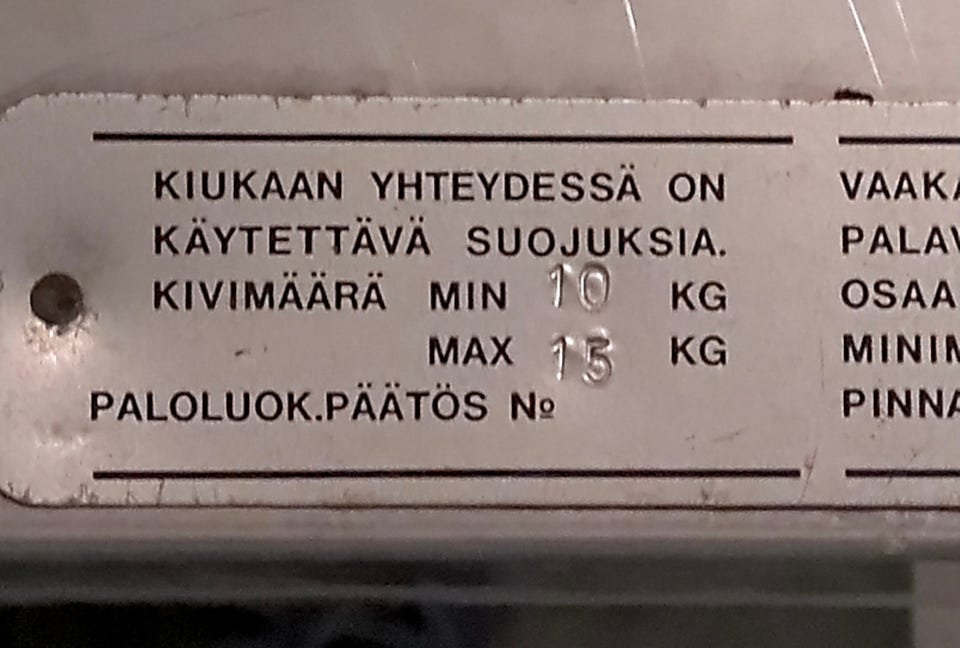 KIUKAAN YHTEYDESSÄ ON
KÄYTETTÄVÄ SUOJUKSIA.
KIVIMÄÄRÄ MIN 10 KG
MAX 15 KG
PALOLUOK.PÄÄTÖS Nº
VAAKA
PALAV
OSAA
MINIM
PINNA